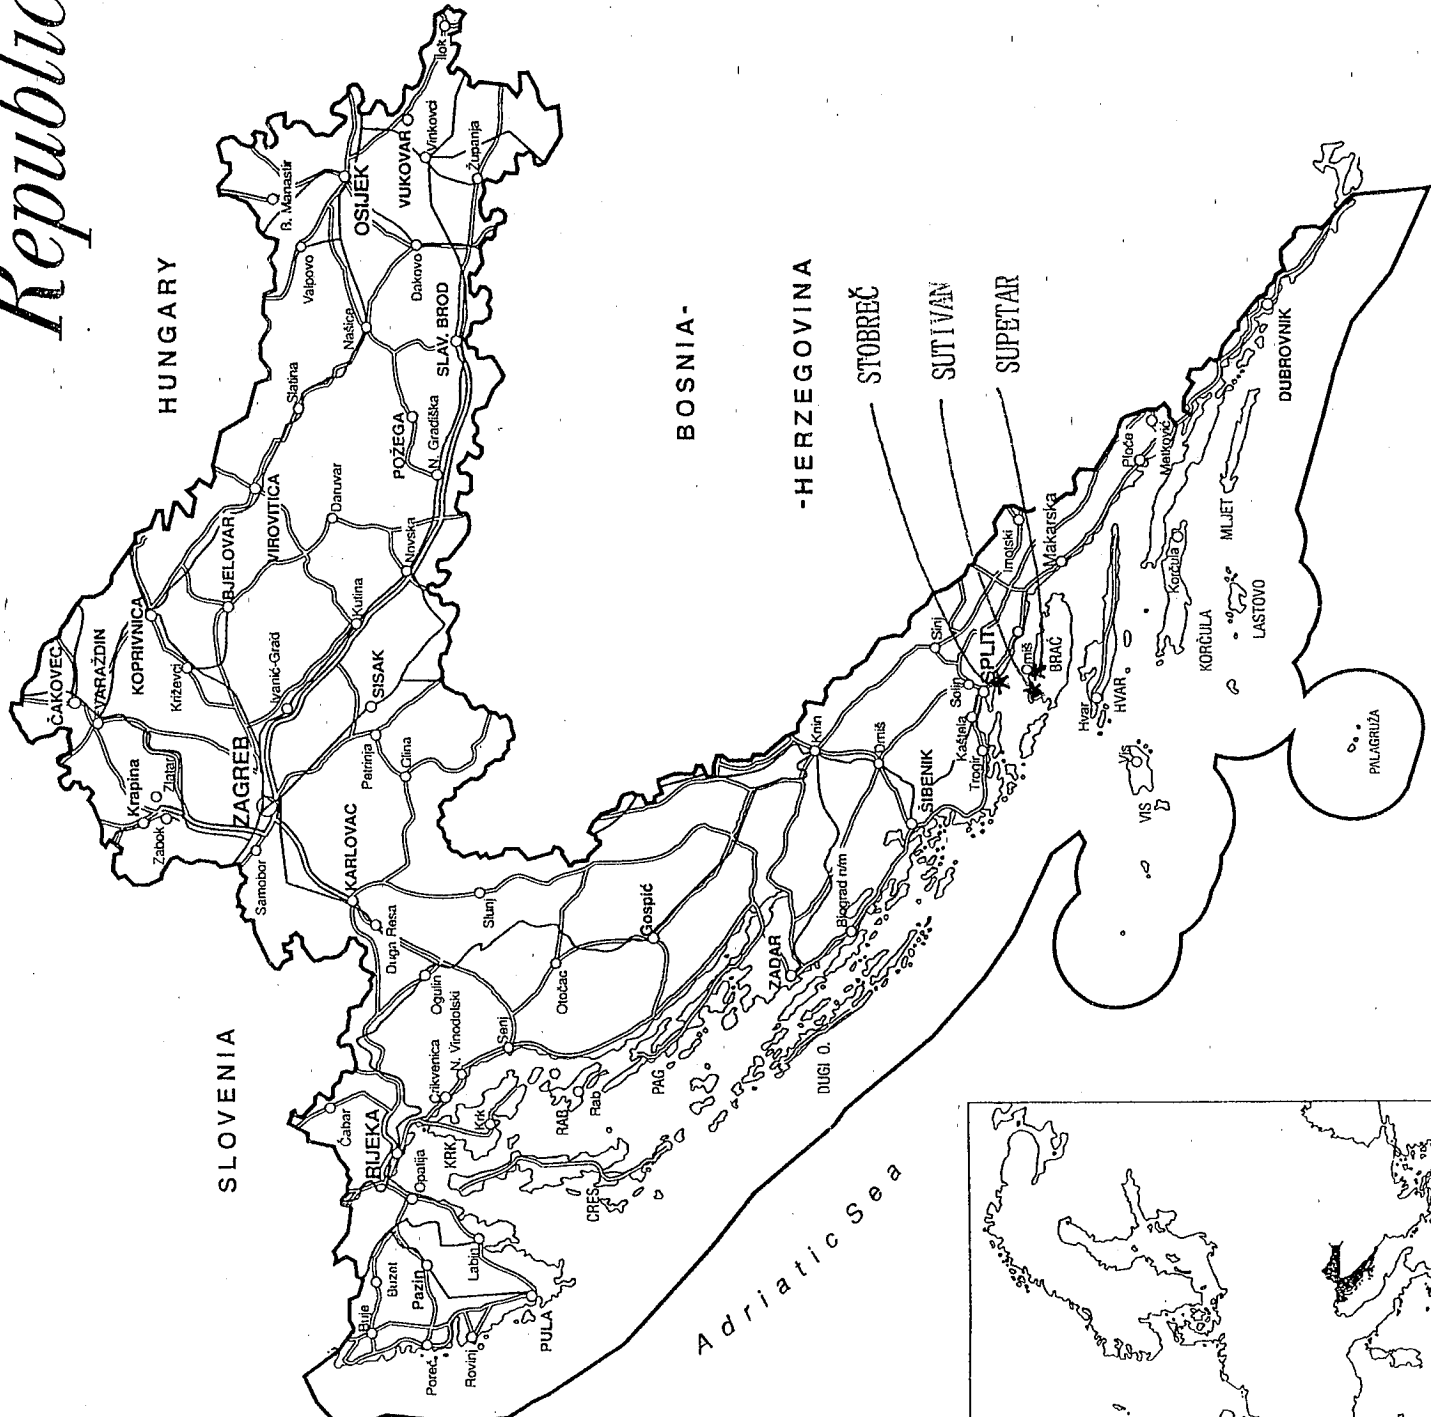 Republic
HUNGARY
SLOVENIA
BOSNIA-
-HERZEGOVINA
Adriatic Sea
STOBREČ
SUTIVAN
SUPETAR
Ilok
Vinkovci
VUKOVAR
Županja
B. Manastir
OSIJEK
Valpovo
Đakovo
Našice
SLAV. BROD
Slatina
POŽEGA
N. Gradiška
VIROVITICA
Daruvar
BJELOVAR
Novska
Kutina
KOPRIVNICA
Križevci
Ivanić-Grad
SISAK
ČAKOVEC
VARAŽDIN
Krapina
Zlatar
Zabok
ZAGREB
Petrinja
Glina
Samobor
KARLOVAC
Duga Resa
Slunj
Ogulin
Otočac
Gospić
Senj
N. Vinodolski
Crikvenica
Čabar
RIJEKA
Opatija
KRK
Krk
RAB
Rab
CRES
PAG
Buje
Buzet
Pazin
Labin
Poreč
Rovinj
PULA
ZADAR
Biograd n/m
DUGI O.
Knin
Drniš
ŠIBENIK
Trogir
Kaštela
Solin
SPLIT
Sinj
Omiš
BRAČ
Imotski
Makarska
Hvar
HVAR
Vis
VIS
Ploče
Metković
Korčula
KORČULA
MLJET
LASTOVO
DUBROVNIK
PALAGRUŽA